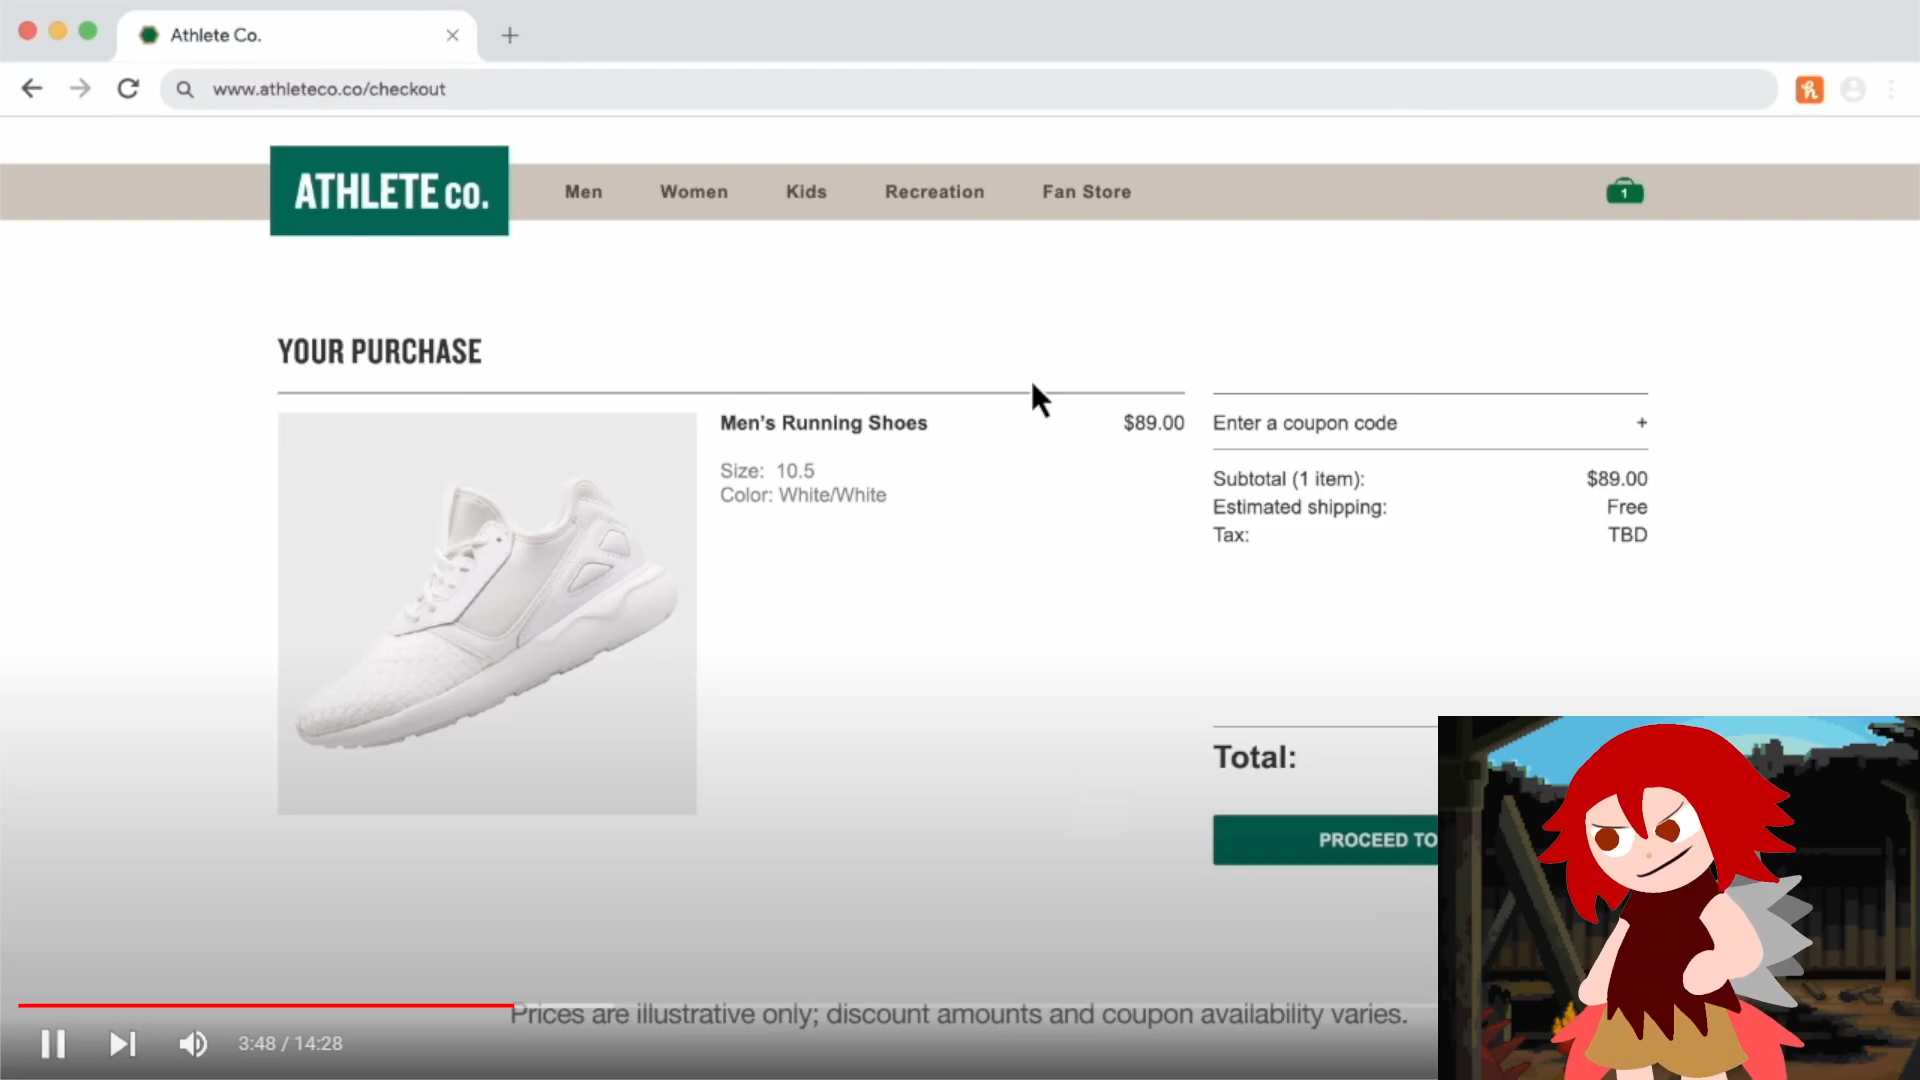 Athlete Co.
www.athleteco.co/checkout
ATHLETE CO.
Men
Women
Kids
Recreation
Fan Store
1
YOUR PURCHASE
Men’s Running Shoes
$89.00
Size: 10.5
Color: White/White
Enter a coupon code +
Subtotal (1 item): $89.00
Estimated shipping: Free
Tax: TBD
Total:
PROCEED TO
Prices are illustrative only; discount amounts and coupon availability varies.
3:48 / 14:28